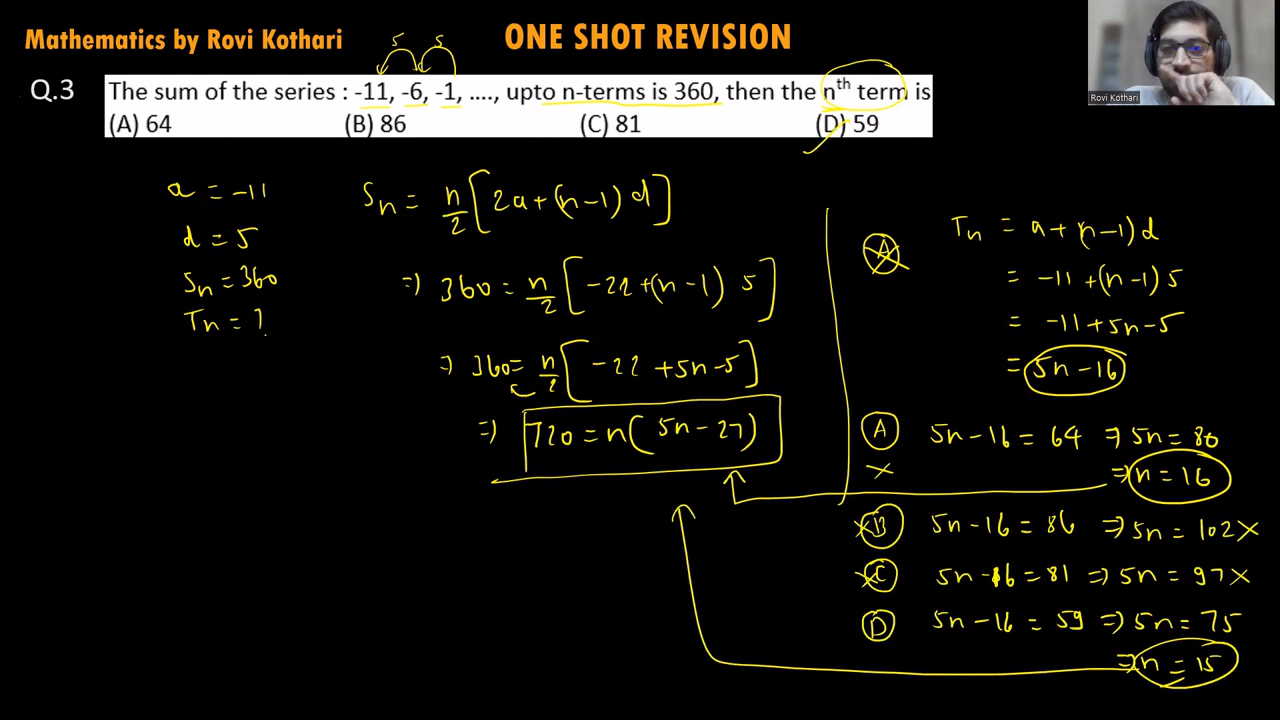 Mathematics by Rovi Kothari
ONE SHOT REVISION
Rovi Kothari
5 5
Q.3 The sum of the series : -11, -6, -1, ...., upto n-terms is 360, then the nth term is
(A) 64 (B) 86 (C) 81 (D) 59
a = -11
d = 5
Sn = 360
Tn = ?
Sn = n/2 [2a + (n-1) d]
⇒ 360 = n/2 [-22 + (n-1) 5]
⇒ 360 = n/2 [-22 + 5n - 5]
⇒ 720 = n( 5n - 27)
A
Tn = a + (n-1) d
= -11 + (n-1) 5
= -11 + 5n - 5
= 5n - 16
A 5n - 16 = 64 ⇒ 5n = 80
× ⇒ n = 16
×B 5n - 16 = 86 ⇒ 5n = 102 ×
×C 5n - 16 = 81 ⇒ 5n = 97 ×
D 5n - 16 = 59 ⇒ 5n = 75
⇒ n = 15